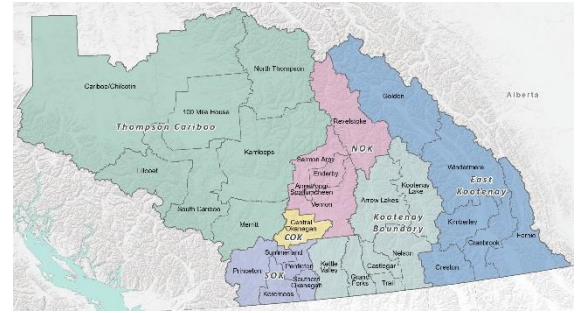 North Thompson
Cariboo/Chilcotin
Golden
Alberta
100 Mile House
Revelstoke
Thompson Cariboo
NOK
Kamloops
Salmon Arm
Lillooet
Enderby
Windermere
Armstrong/
Spallumcheen
Kootenay
Lake
East
Kootenay
Arrow Lakes
Vernon
South Cariboo
Kootenay
Boundary
Kimberley
Merritt
Central
Okanagan
COK
Fernie
Cranbrook
Summerland
Nelson
Princeton
Penticton
Kettle
Valley
Castlegar
Creston
SOK
Southern
Okanagan
Grand
Forks
Trail
Keremeos